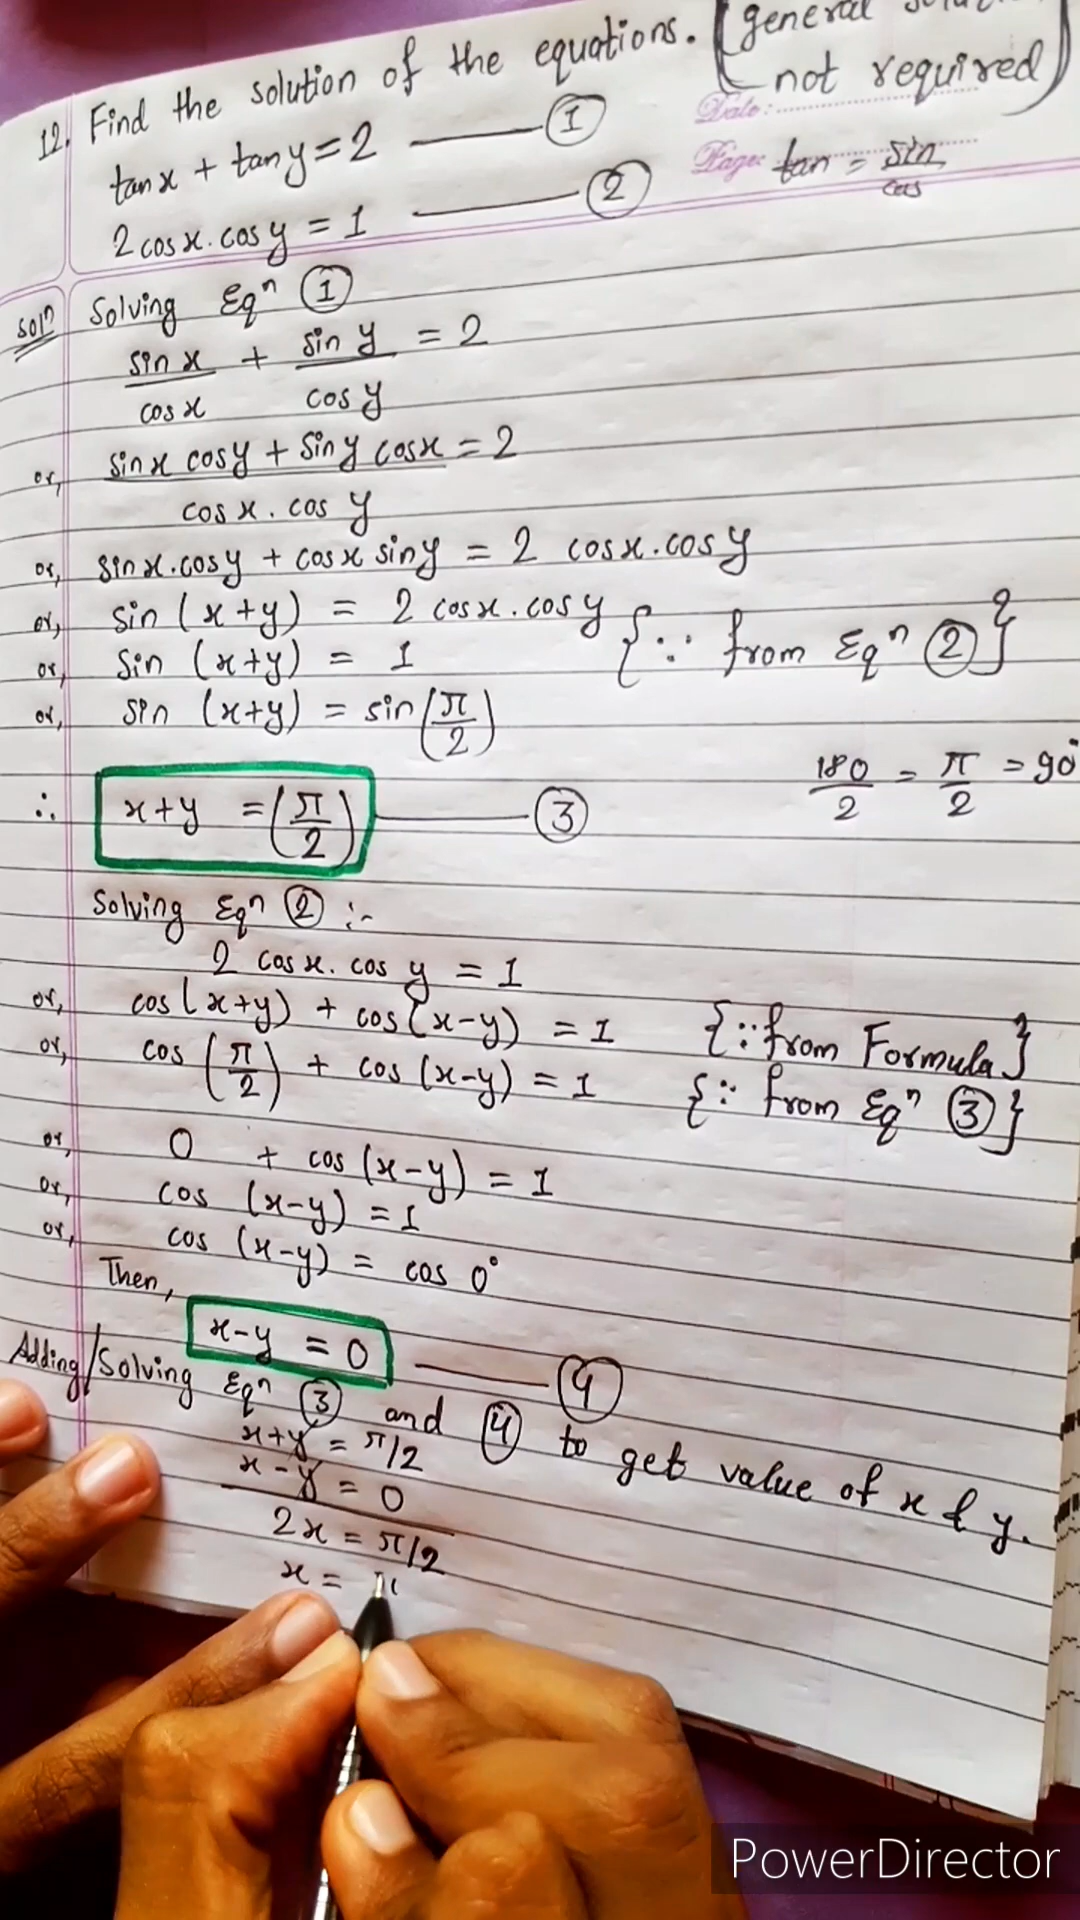 12. Find the solution of the equations. (general
not required)
Date:
tan x + tan y = 2 ——— ①
Page: tan = sin/cos
2 cos x . cos y = 1 ——— ②
Solⁿ Solving Eqⁿ ①
sin x/cos x + sin y/cos y = 2
or, sin x cos y + sin y cos x/cos x . cos y = 2
or, sin x . cos y + cos x sin y = 2 cos x . cos y
or, sin (x+y) = 2 cos x . cos y
or, sin (x+y) = 1 {∵ from Eqⁿ ②}
or, sin (x+y) = sin (π/2)
180/2 = π/2 = 90°
∴ x+y = (π/2) ——— ③
Solving Eqⁿ ② :-
2 cos x . cos y = 1
or, cos (x+y) + cos (x-y) = 1 {∵ from Formula}
or, cos (π/2) + cos (x-y) = 1 {∵ from Eqⁿ ③}
or, 0 + cos (x-y) = 1
or, cos (x-y) = 1
or, cos (x-y) = cos 0°
Then,
x-y = 0 ——— ④
Adding/Solving Eqⁿ ③ and ④ to get value of x & y.
x+y = π/2
x-y = 0
2x = π/2
x = π
PowerDirector